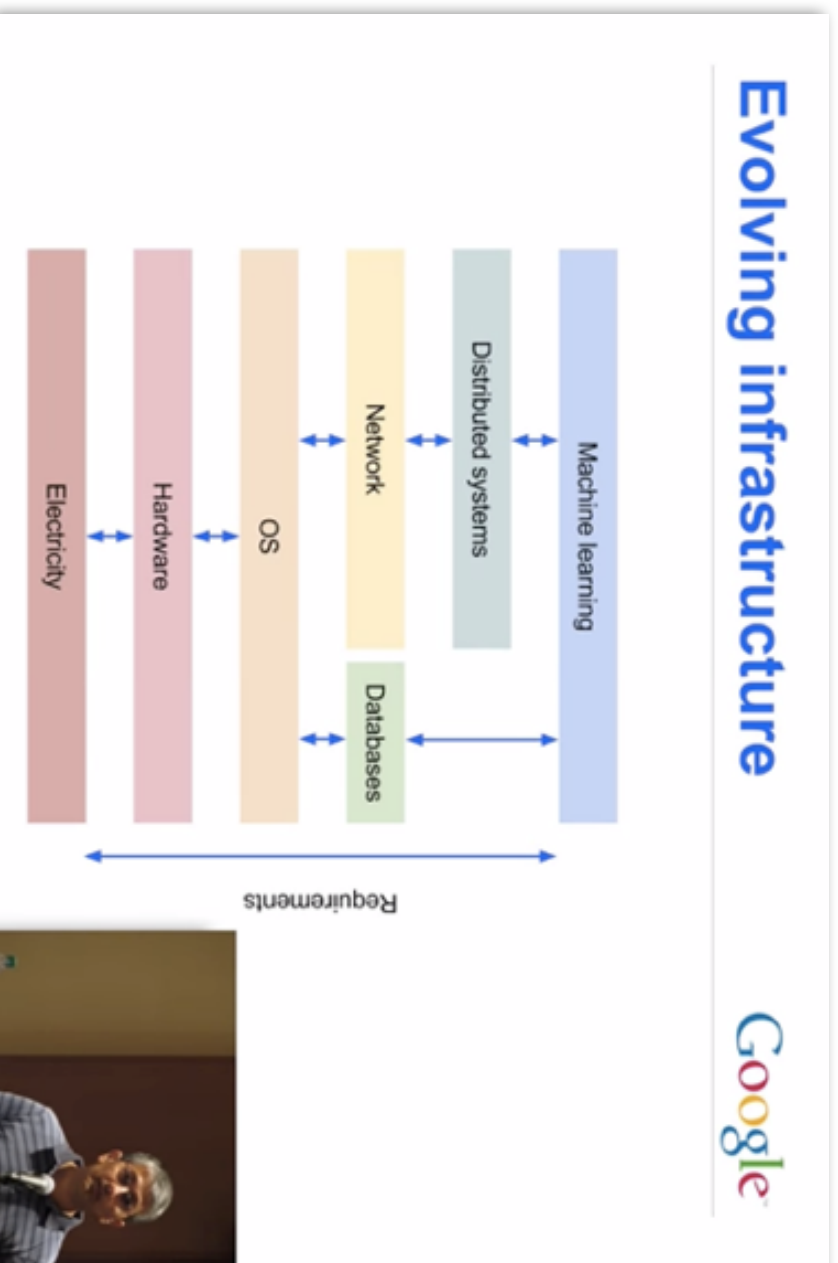 Evolving infrastructure
Google
Machine learning
Distributed systems
Network
Databases
OS
Hardware
Electricity
Requirements